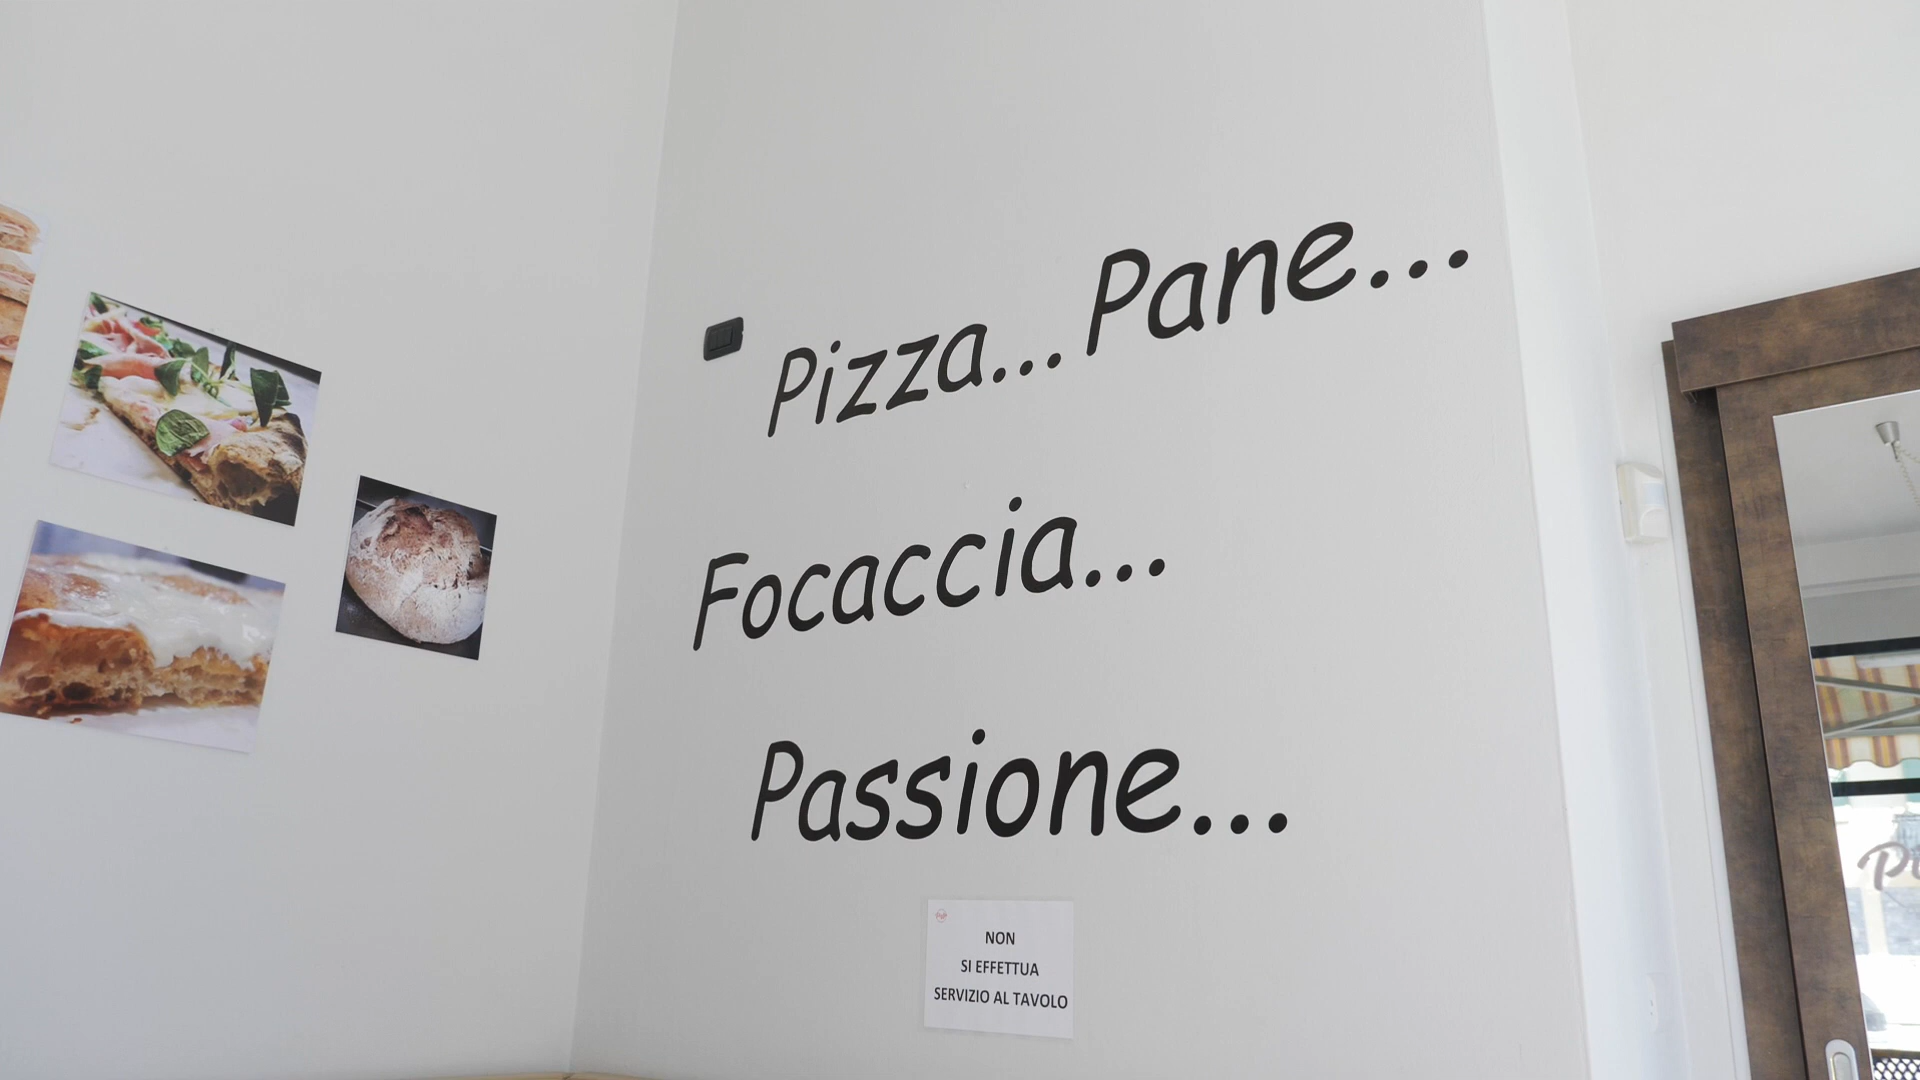 Pizza... Pane...
Focaccia...
Passione...
NON
SI EFFETTUA
SERVIZIO AL TAVOLO